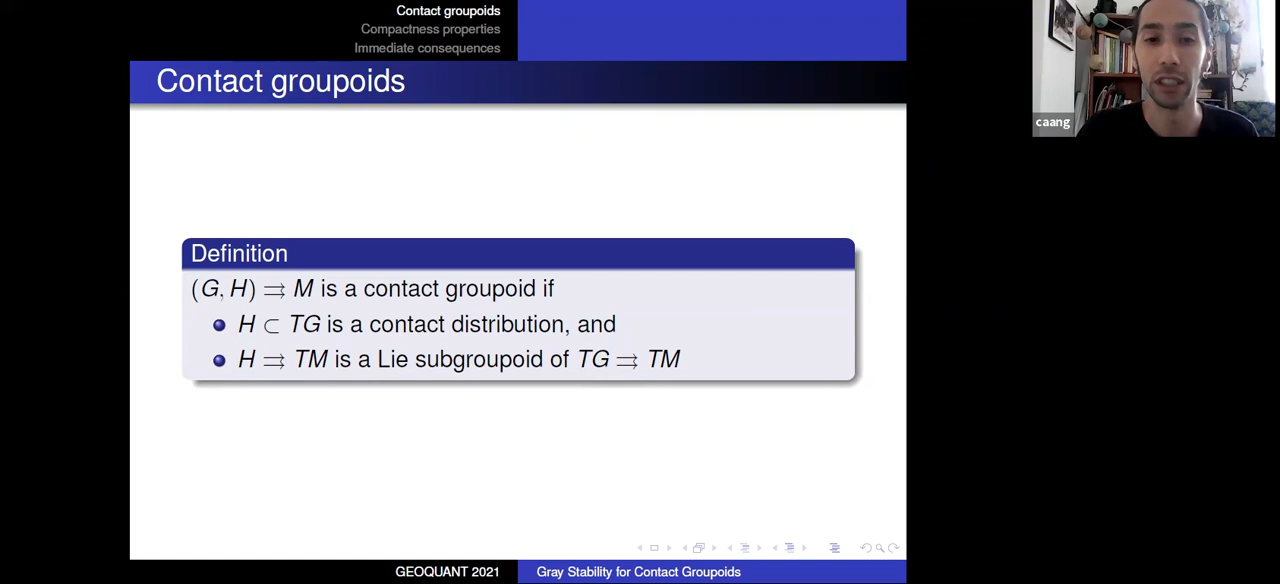 Contact groupoids
Compactness properties
Immediate consequences
Contact groupoids
caang
Definition
(G, H) ⇉ M is a contact groupoid if
H ⊂ TG is a contact distribution, and
H ⇉ TM is a Lie subgroupoid of TG ⇉ TM
GEOQUANT 2021
Gray Stability for Contact Groupoids